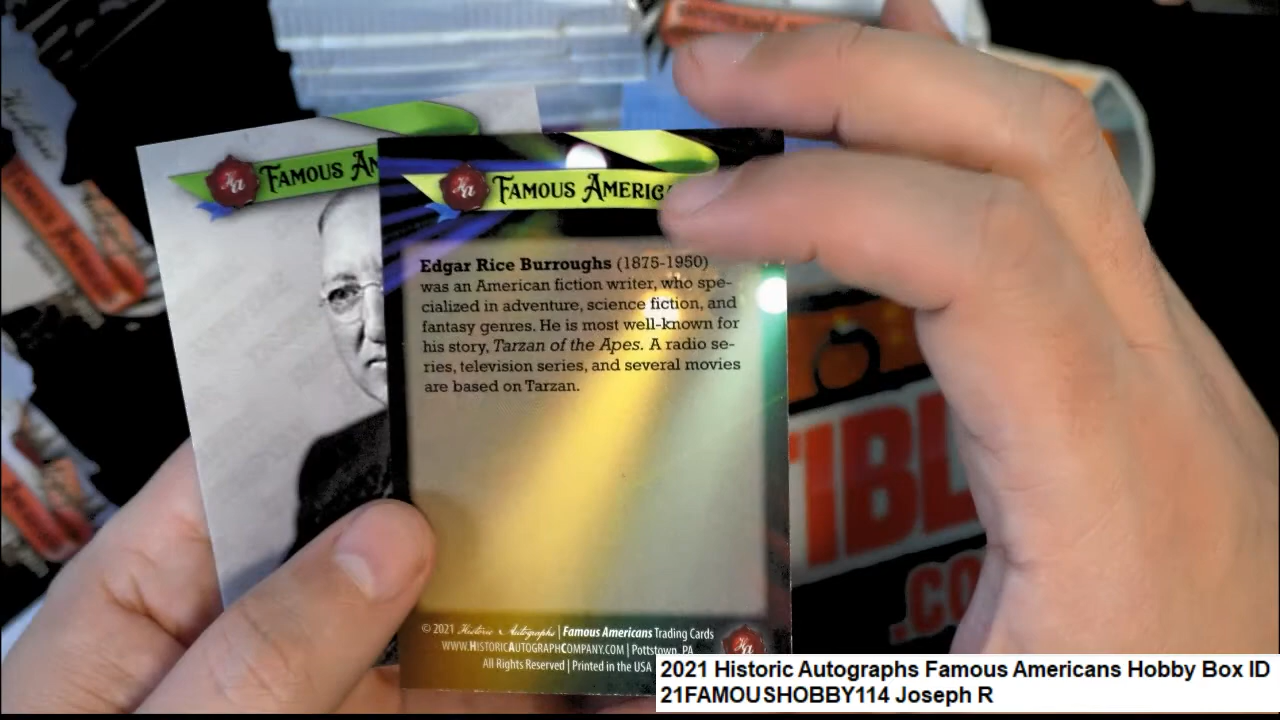 FAMOUS AM
FAMOUS AMERIC
Edgar Rice Burroughs (1875-1950)
was an American fiction writer, who spe-
cialized in adventure, science fiction, and
fantasy genres. He is most well-known for
his story, Tarzan of the Apes. A radio se-
ries, television series, and several movies
are based on Tarzan.
© 2021 Historic Autographs | Famous Americans Trading Cards
WWW.HISTORICAUTOGRAPHCOMPANY.COM | Pottstown, PA
All Rights Reserved | Printed in the USA
TIBL
.CO
2021 Historic Autographs Famous Americans Hobby Box ID
21FAMOUSHOBBY114 Joseph R